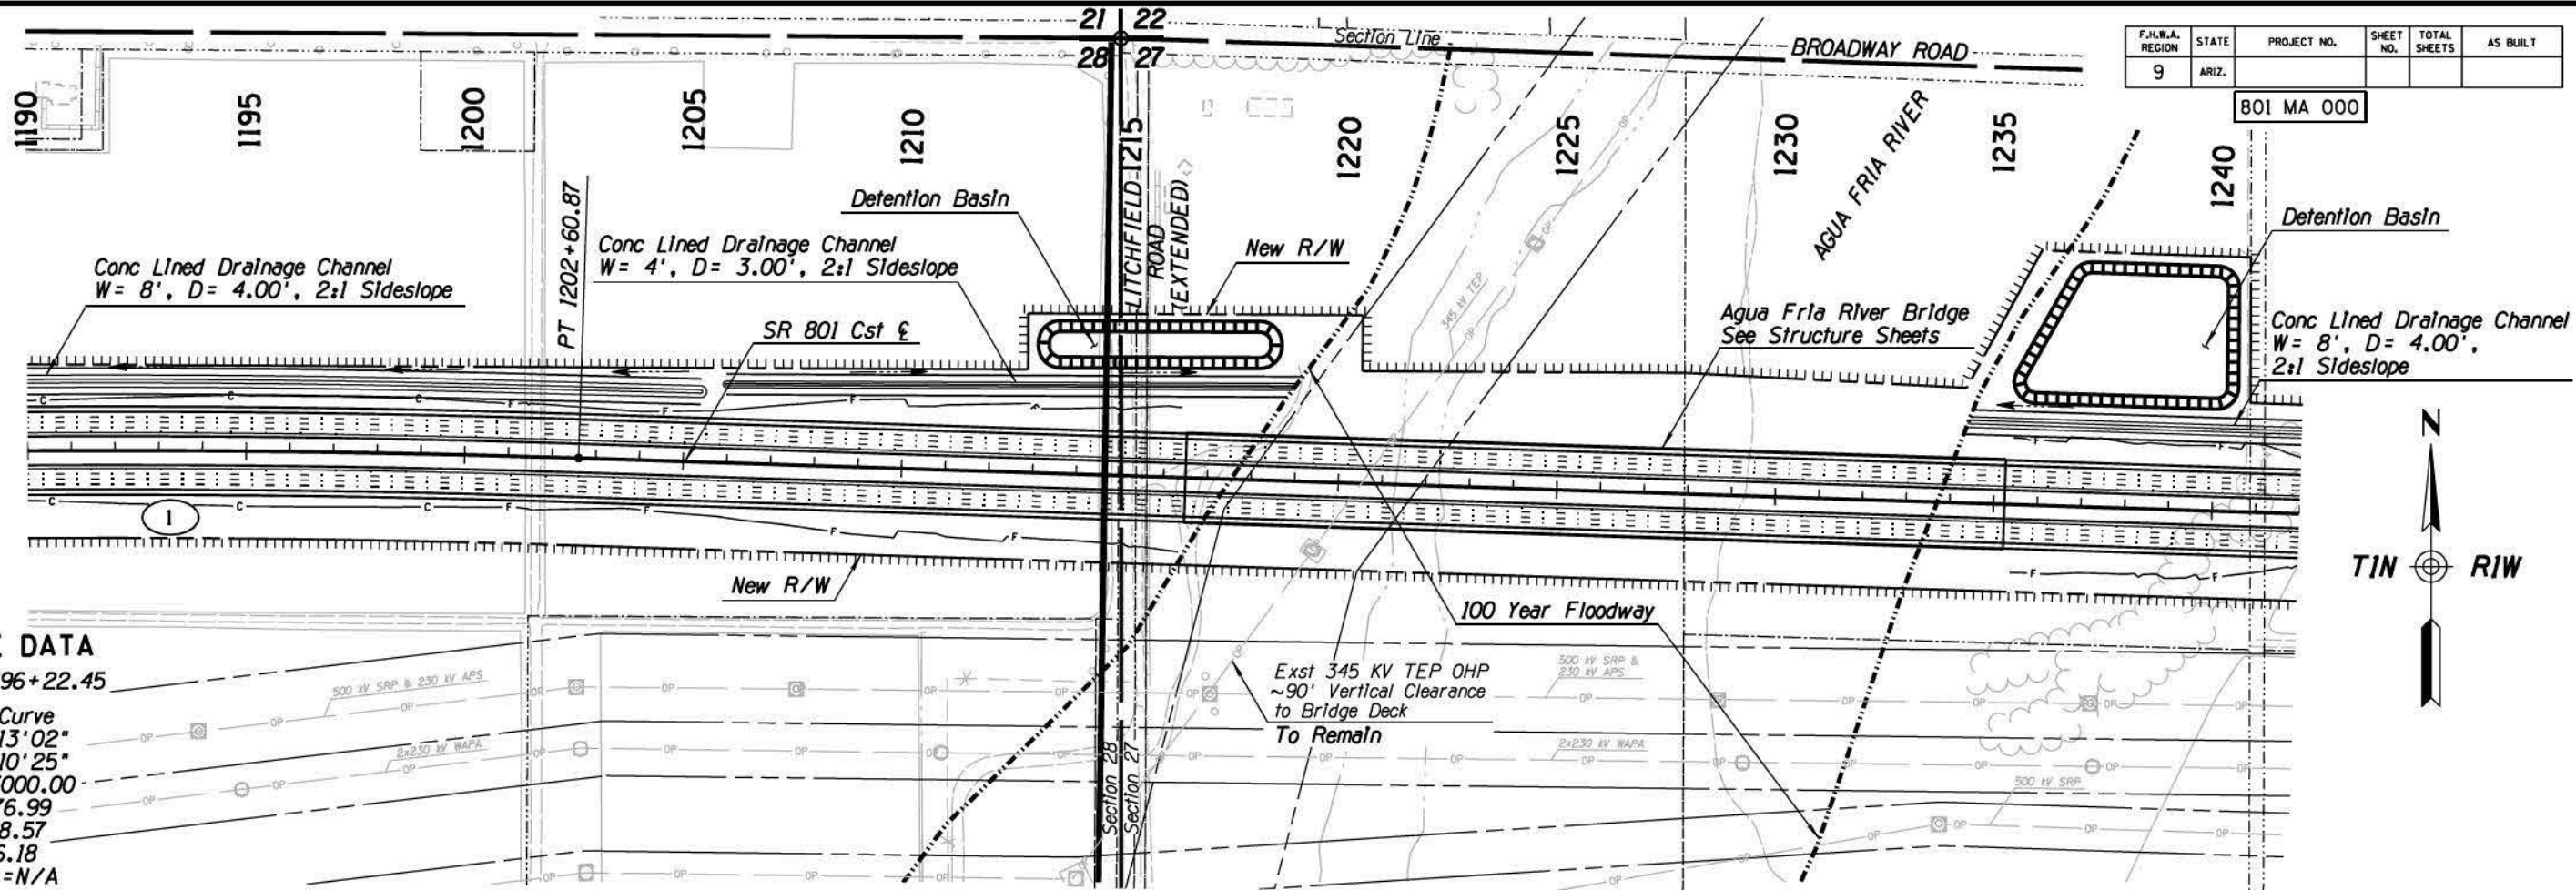 21 22
28 27
Section Line
BROADWAY ROAD
F.H.W.A. REGION
STATE
PROJECT NO.
SHEET NO.
TOTAL SHEETS
AS BUILT
9
ARIZ.
801 MA 000
1190
1195
1200
1205
1210
1215
1220
1225
1230
1235
1240
LITCHFIELD
ROAD
(EXTENDED)
AGUA FRIA RIVER
PT 1202+60.87
Detention Basin
Conc Lined Drainage Channel
W= 8', D= 4.00', 2:1 Sideslope
Conc Lined Drainage Channel
W= 4', D= 3.00', 2:1 Sideslope
New R/W
SR 801 Cst ℄
345 kV TEP
Agua Fria River Bridge
See Structure Sheets
Detention Basin
Conc Lined Drainage Channel
W= 8', D= 4.00',
2:1 Sideslope
N
T1N R1W
1
New R/W
100 Year Floodway
Exst 345 KV TEP OHP
~90' Vertical Clearance
to Bridge Deck
To Remain
500 kV SRP & 230 kV APS
2x230 kV WAPA
500 kV SRP &
230 kV APS
2x230 kV WAPA
500 kV SRP
Section 28
Section 27
E DATA
96+22.45
Curve
13'02"
10'25"
000.00
76.99
8.57
6.18
=N/A